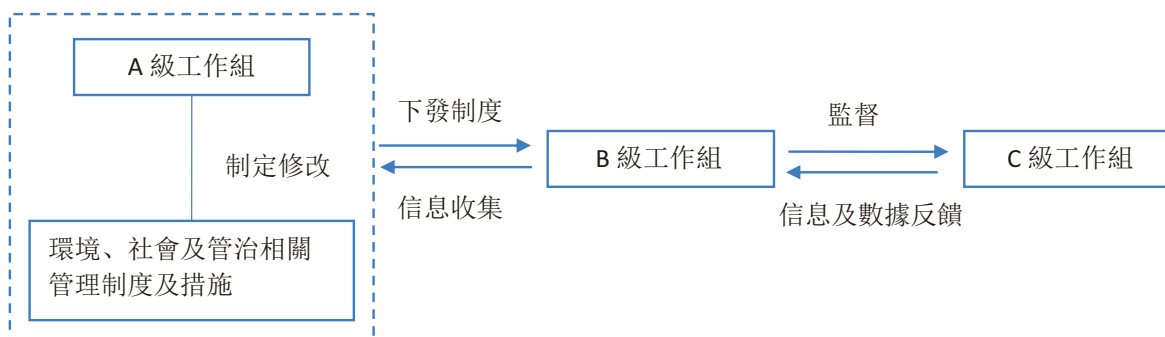 A 級工作組
制定修改
環境、社會及管治相關
管理制度及措施
下發制度
信息收集
B 級工作組
監督
信息及數據反饋
C 級工作組